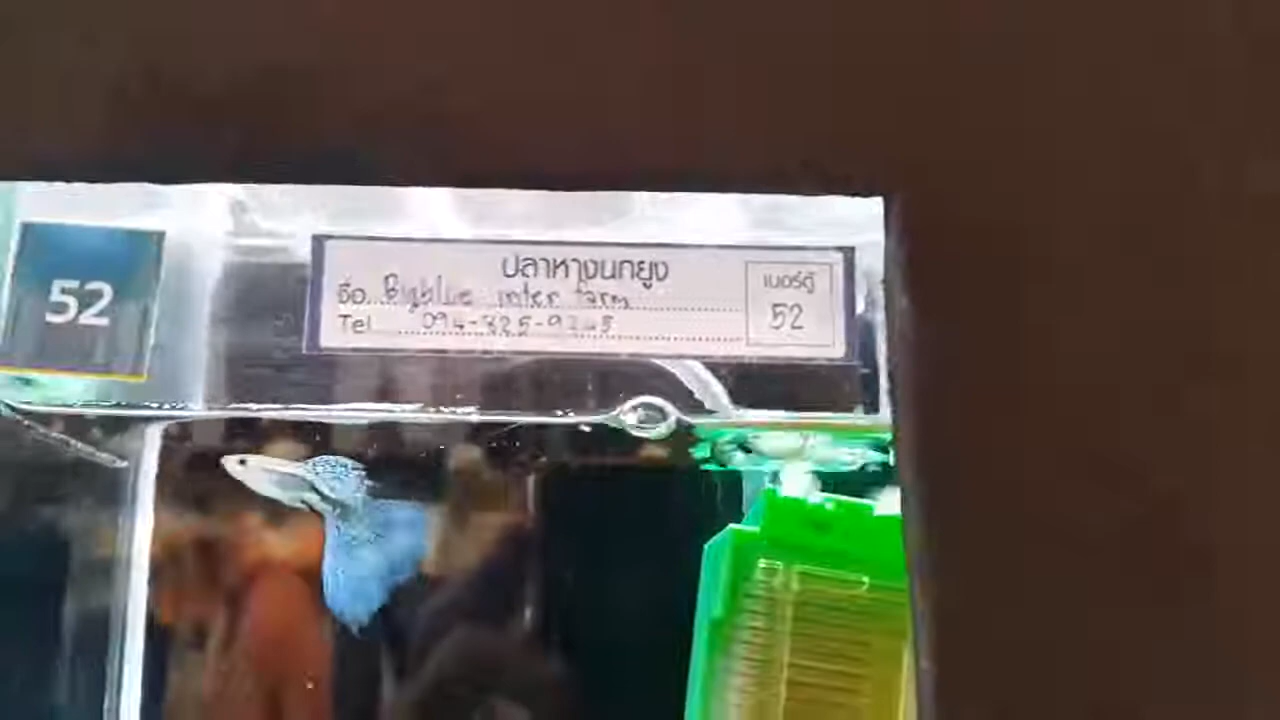 52
ปลาหางนกยูง
ชื่อ Bigblue inter farm
Tel
เบอร์ตู้
52